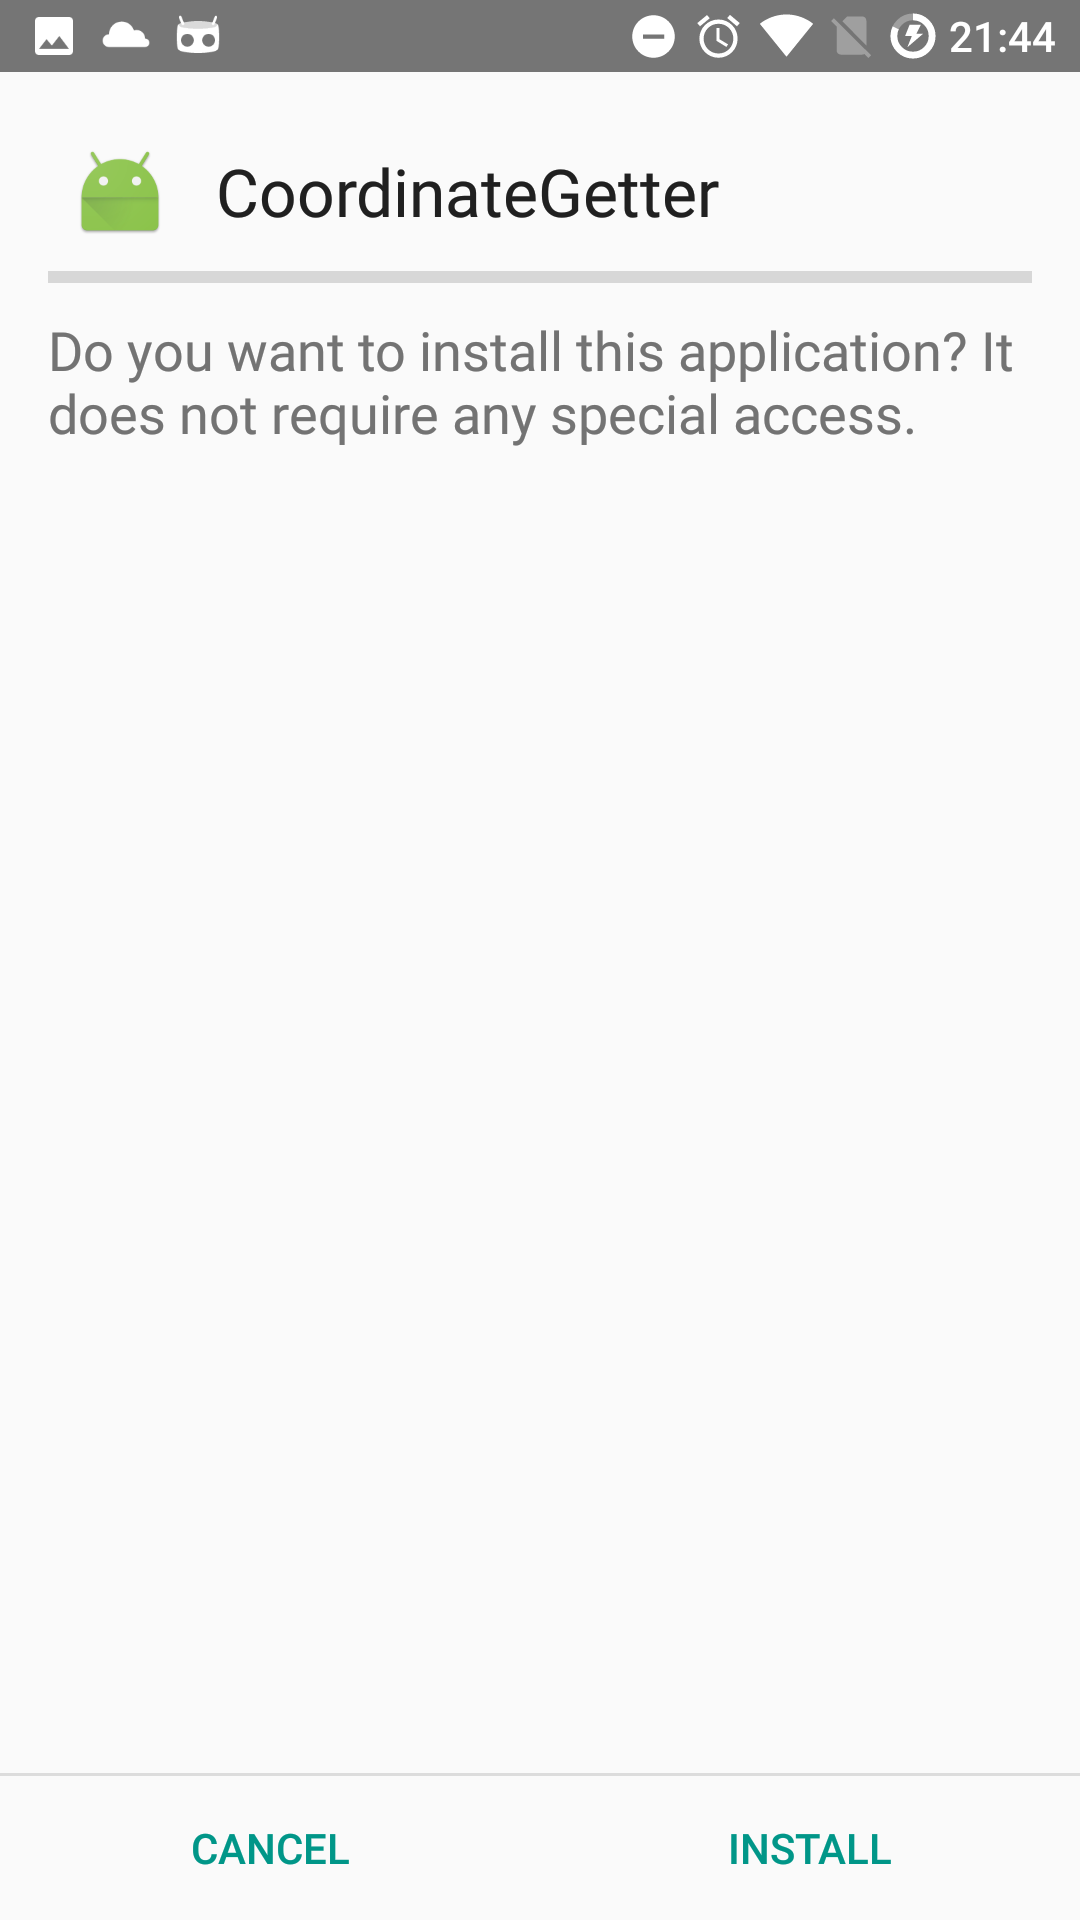 21:44
CoordinateGetter
Do you want to install this application? It
does not require any special access.
CANCEL
INSTALL